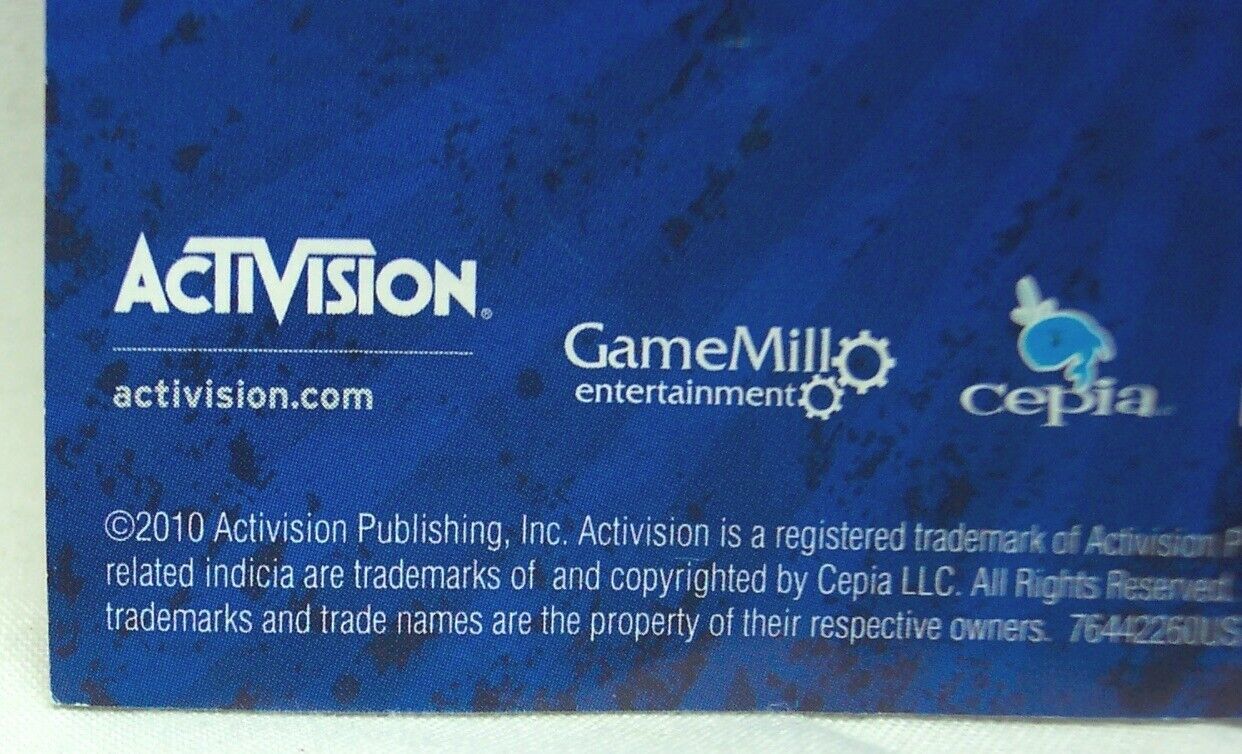 ACTIVISION®
activision.com
GameMill
entertainment
cepia
©2010 Activision Publishing, Inc. Activision is a registered trademark of Activision P
related indicia are trademarks of and copyrighted by Cepia LLC. All Rights Reserved.
trademarks and trade names are the property of their respective owners. 76442260US